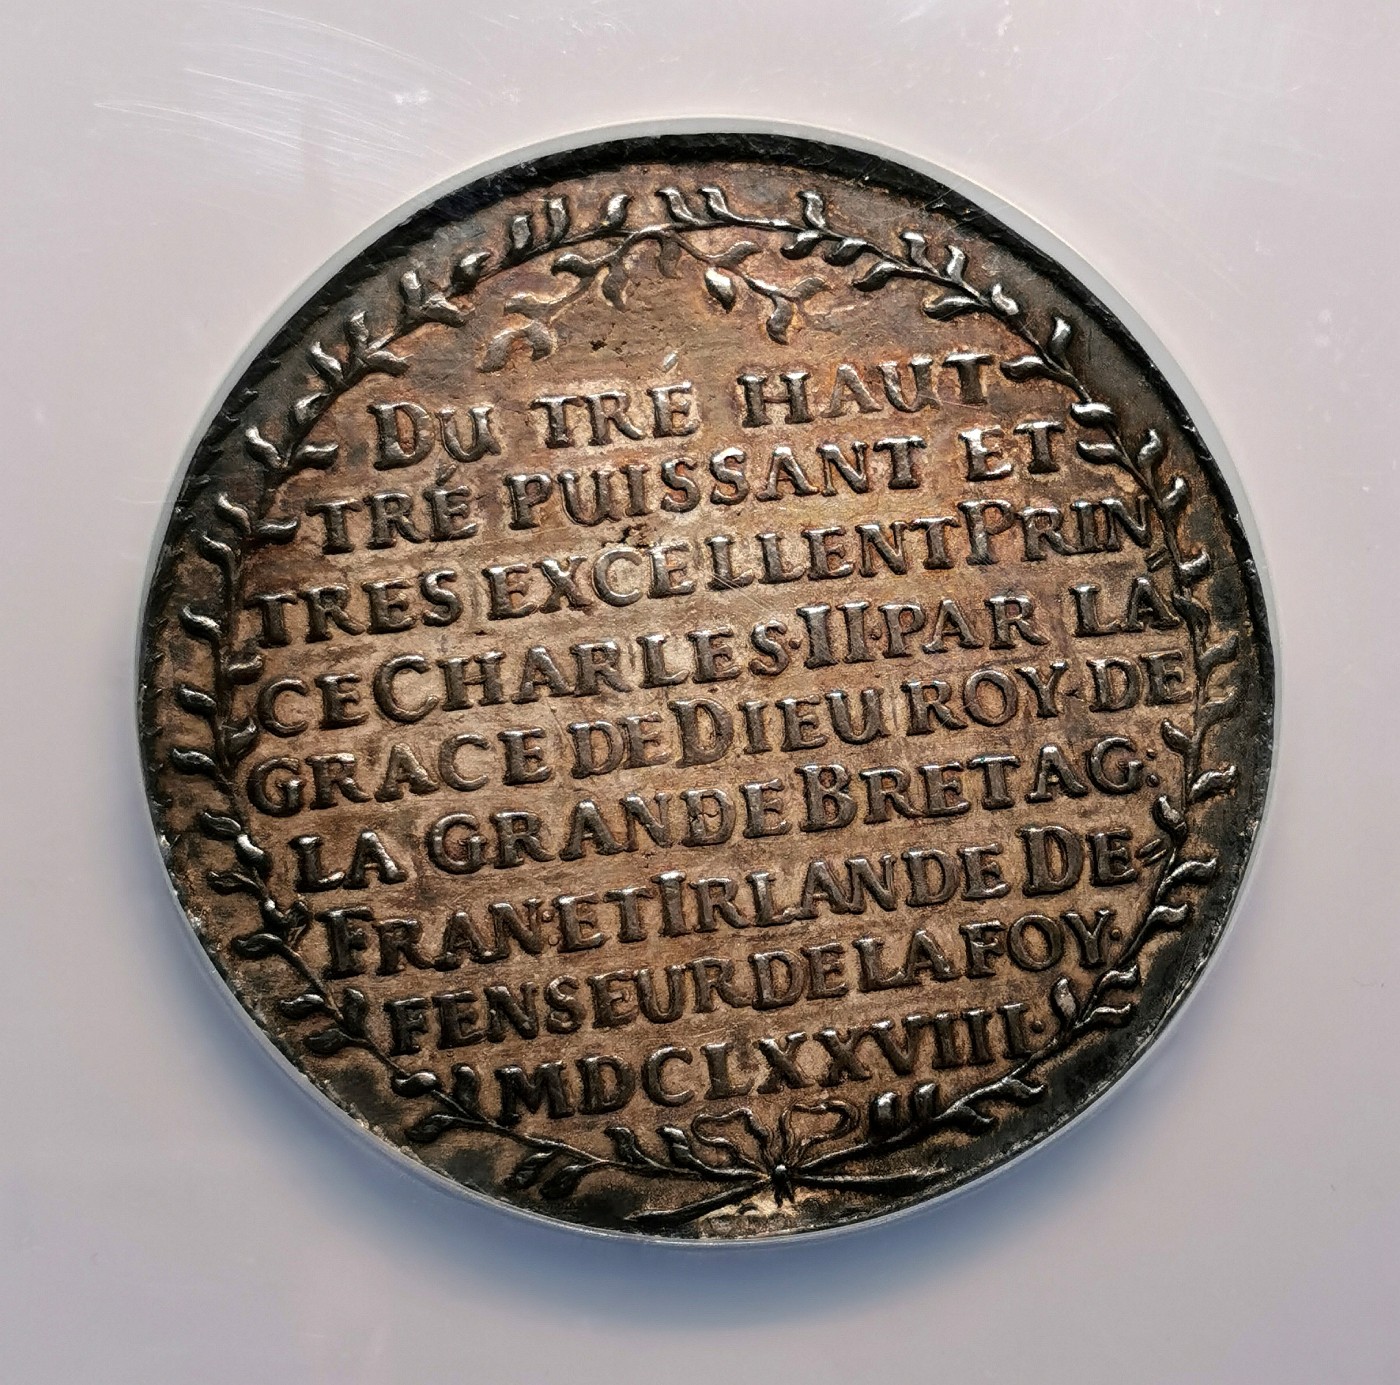 DU TRÉ HAUT
TRÉ PUISSANT ET
TRES EXCELLENT PRIN
CE CHARLES·II·PAR LA
GRACE DE DIEU ROY·DE
LA GRANDE BRETAG:
FRAN·ET IRLANDE DE=
FENSEUR DE LA FOY·
MDCLXXVIII·